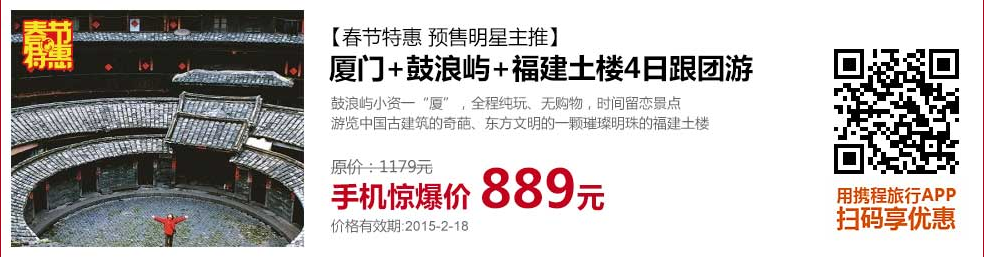 春节
特惠
【春节特惠 预售明星主推】
厦门+鼓浪屿+福建土楼4日跟团游
鼓浪屿小资一“厦”，全程纯玩、无购物，时间留恋景点
游览中国古建筑的奇葩、东方文明的一颗璀璨明珠的福建土楼
原价：1179元
手机惊爆价 889元
价格有效期:2015-2-18
用携程旅行APP
扫码享优惠